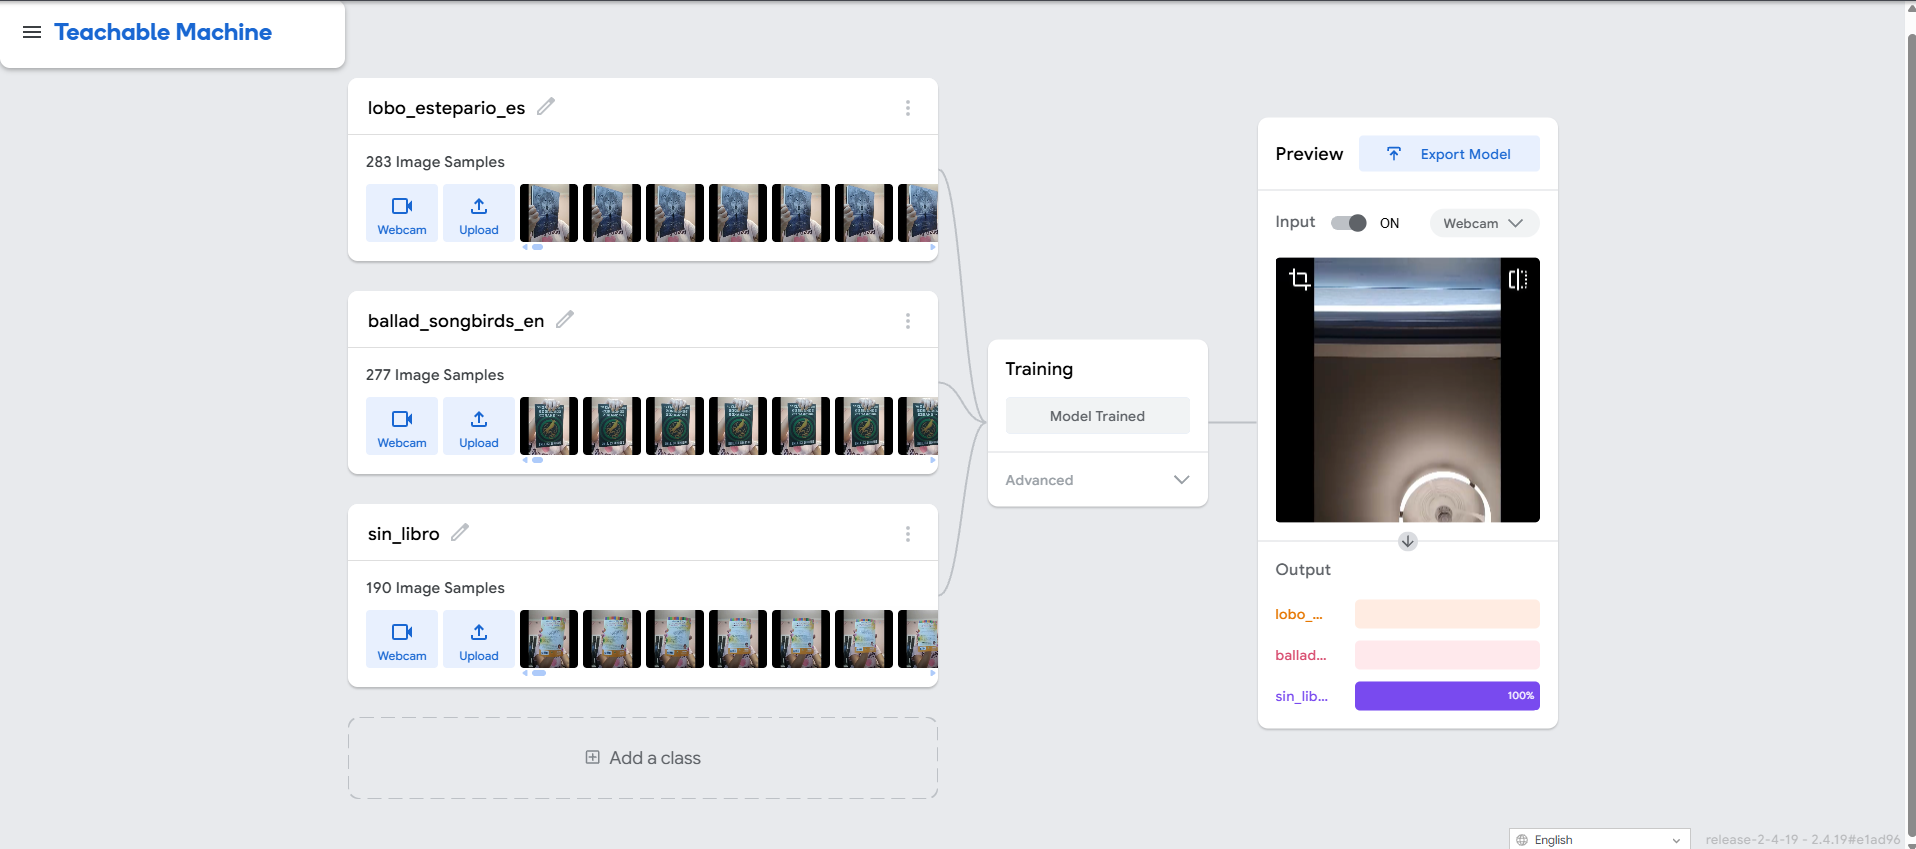 Teachable Machine
lobo_estepario_es
283 Image Samples
Webcam
Upload
ballad_songbirds_en
277 Image Samples
Webcam
Upload
sin_libro
190 Image Samples
Webcam
Upload
Add a class
Training
Model Trained
Advanced
Preview
Export Model
Input
ON
Webcam
Output
lobo_...
ballad...
sin_lib...
100%
English
release-2-4-19 - 2.4.19#e1ad96